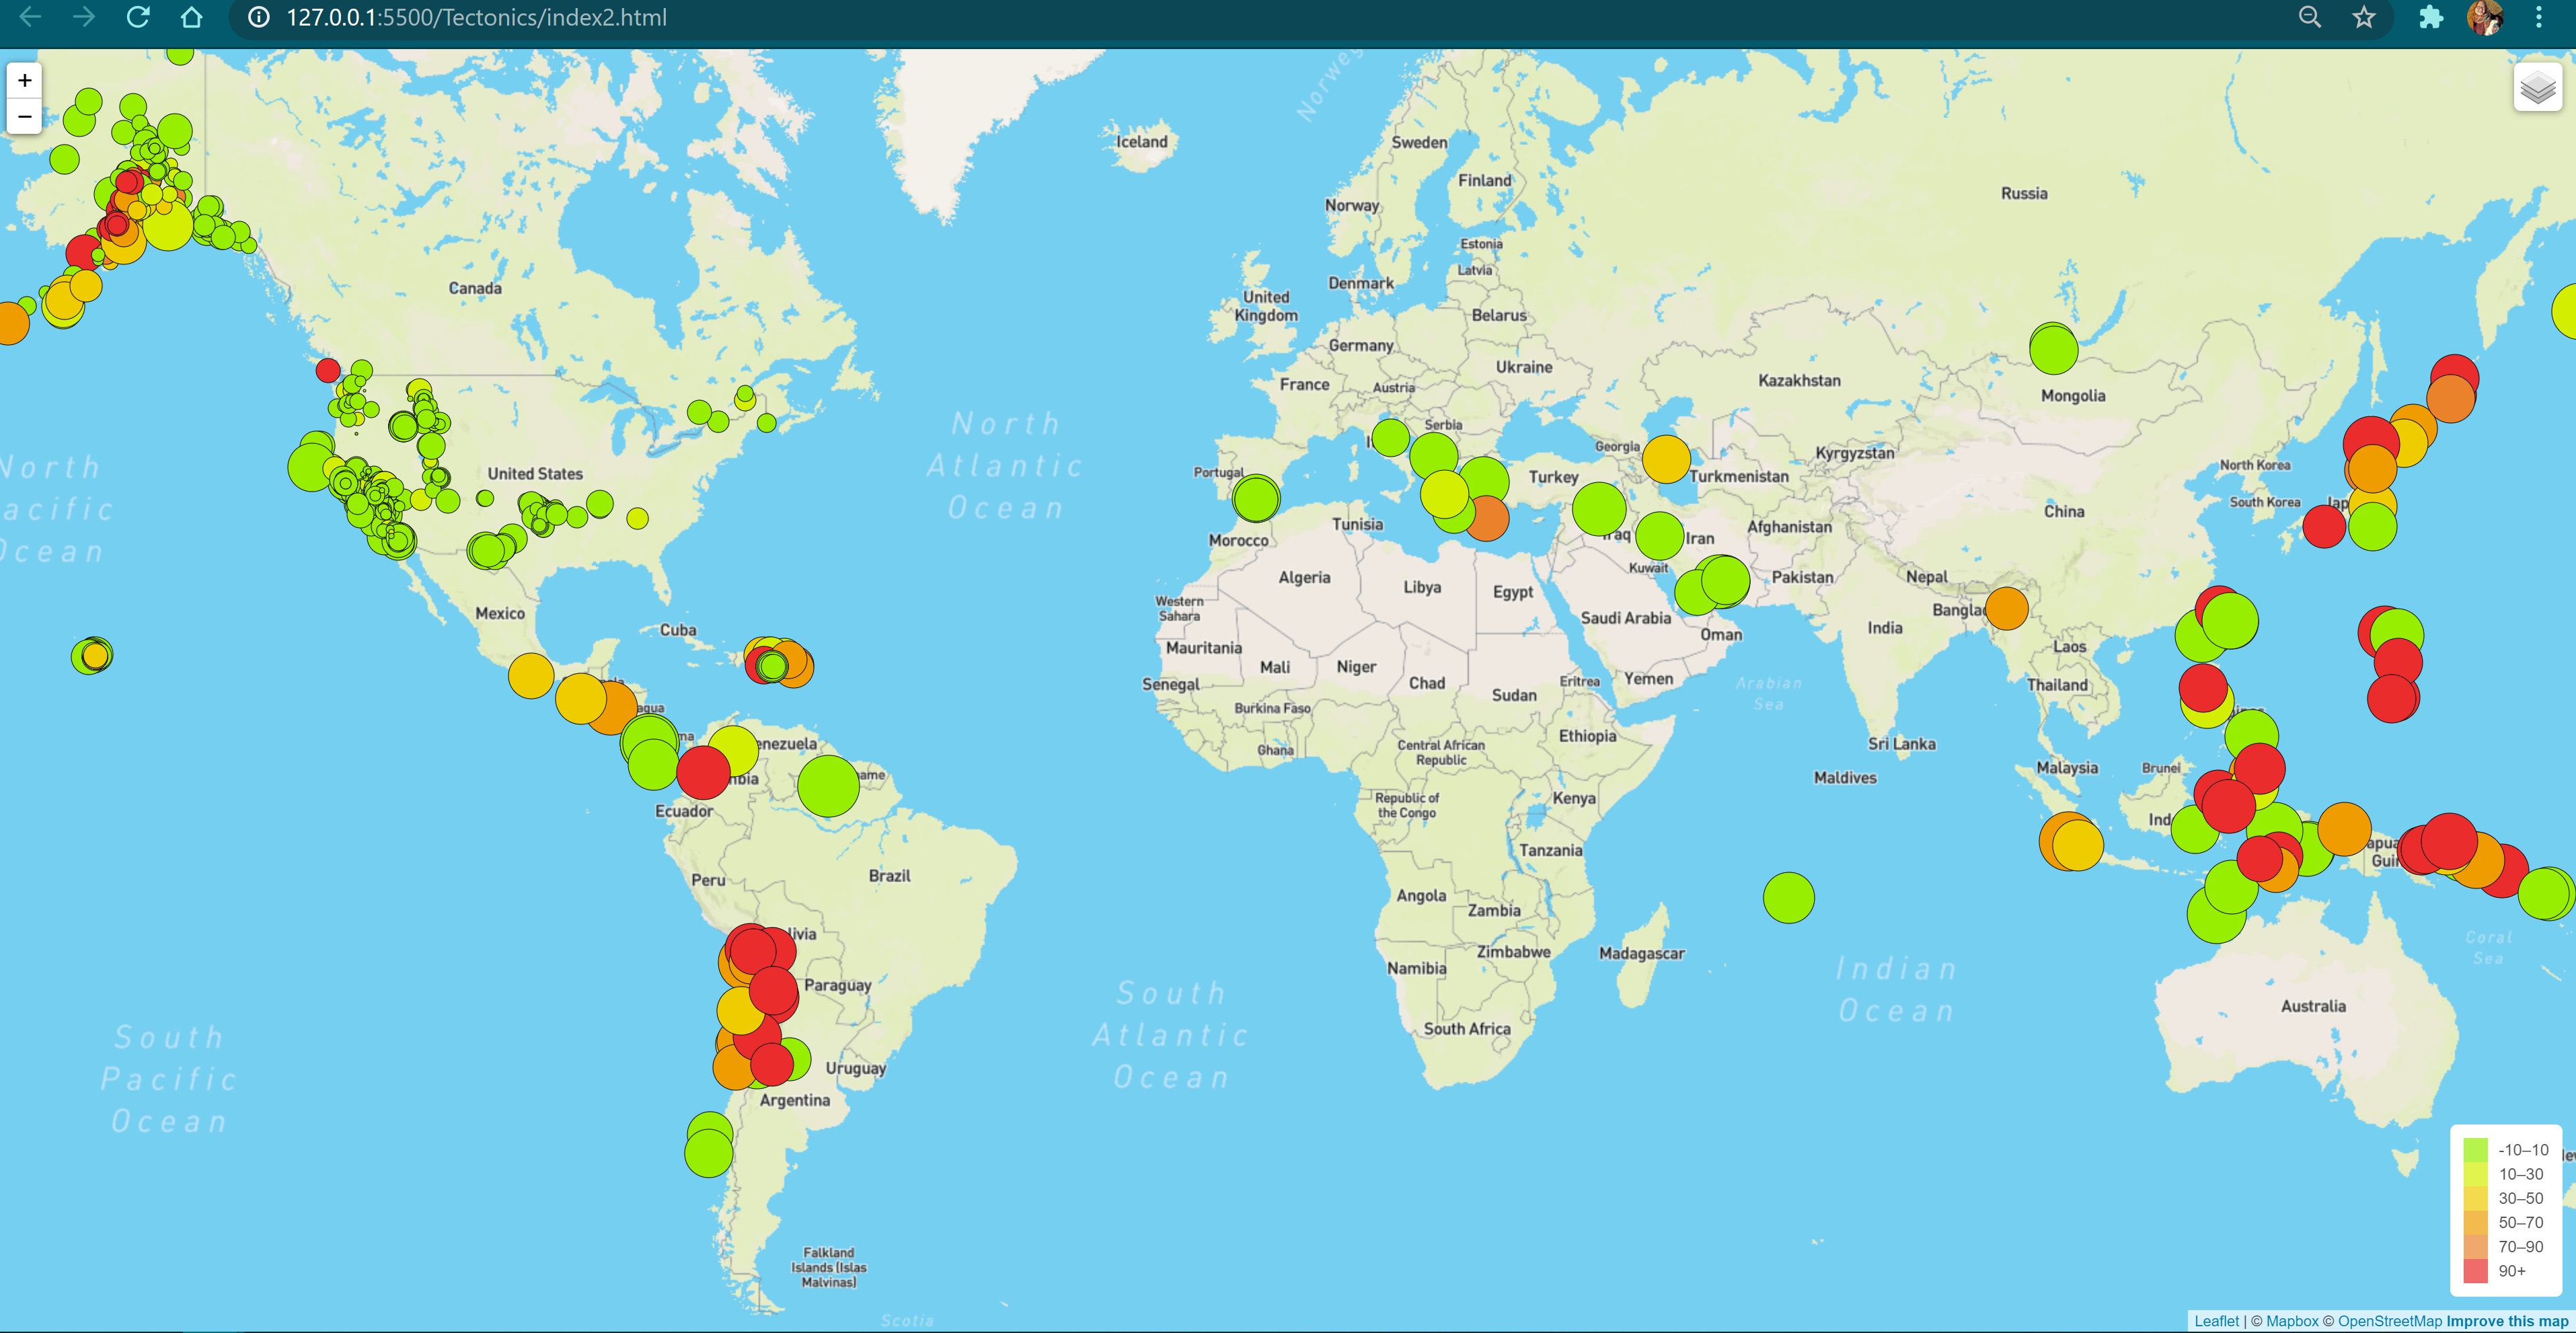 127.0.0.1:5500/Tectonics/index2.html
+
−
Norweg
Iceland
Sweden
Finland
Norway
Russia
Estonia
Latvia
Denmark
Canada
United
Kingdom
Belarus
Germany
Ukraine
France
Austria
Kazakhstan
Mongolia
North
Atlantic
Ocean
North
acific
Ocean
Serbia
Georgia
Kyrgyzstan
North Korea
United States
Portugal
Turkey
Turkmenistan
South Korea
Jap
China
Tunisia
Afghanistan
Morocco
raq
Iran
Kuwait
Algeria
Libya
Egypt
Pakistan
Nepal
Western
Sahara
Mexico
Cuba
Saudi Arabia
Bangla
India
Oman
Mauritania
Laos
Mali
Niger
Chad
Sudan
Eritrea
Yemen
Arabian
Sea
Senegal
Thailand
Burkina Faso
agua
ma
enezuela
Ghana
Central African
Republic
Ethiopia
Sri Lanka
Malaysia
Brunei
Maldives
mbia
ame
Ecuador
Republic of
the Congo
Kenya
Ind
Tanzania
apua
Gui
Peru
Brazil
Angola
Zambia
livia
Zimbabwe
Madagascar
Coral
Sea
Namibia
Paraguay
Indian
Ocean
South
Atlantic
Ocean
Australia
South Africa
South
Pacific
Ocean
Uruguay
Argentina
-10–10
10–30
30–50
50–70
70–90
90+
Falkland
Islands (Islas
Malvinas)
Scotia
Leaflet | © Mapbox © OpenStreetMap Improve this map